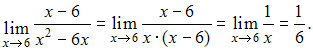 lim x→6 (x − 6)/(x² − 6x) = lim x→6 (x − 6)/(x·(x − 6)) = lim x→6 1/x = 1/6.